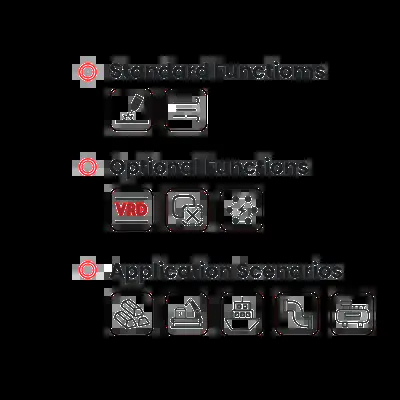 Standard Functions
Optional Functions
VRD
Application Scenarios